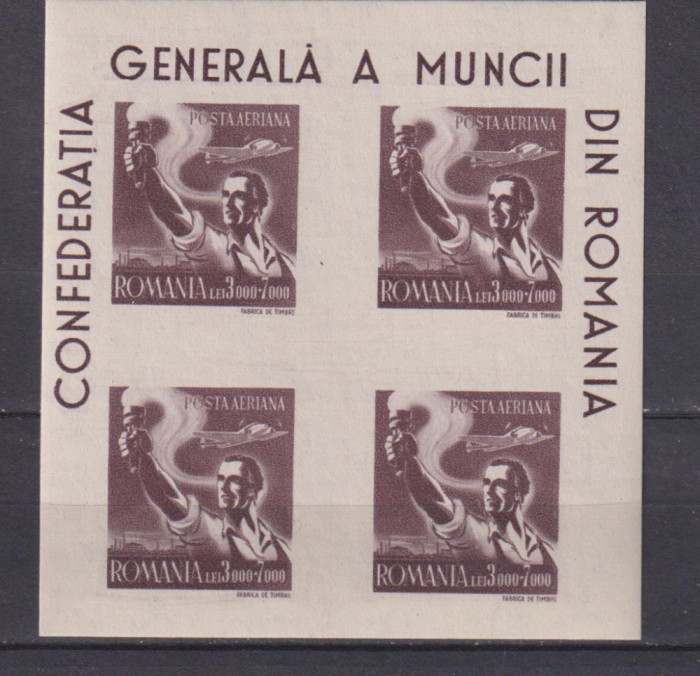 CONFEDERAȚIA
GENERALĂ A MUNCII
DIN ROMANIA
POSTA AERIANA
ROMANIA LEI 3000+7000
FABRICA DE TIMBRE
POSTA AERIANA
ROMANIA LEI 3000+7000
FABRICA DE TIMBRE
POSTA AERIANA
ROMANIA LEI 3000+7000
FABRICA DE TIMBRE
POSTA AERIANA
ROMANIA LEI 3000+7000
FABRICA DE TIMBRE